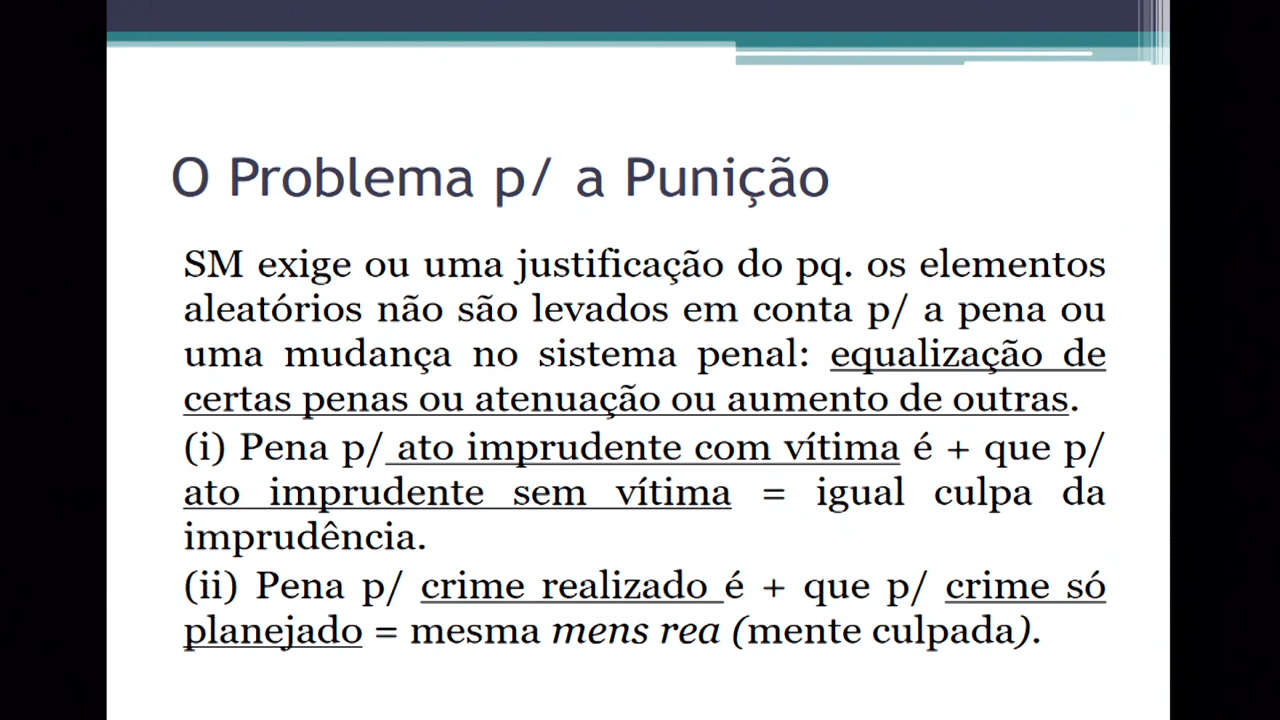 O Problema p/ a Punição
SM exige ou uma justificação do pq. os elementos
aleatórios não são levados em conta p/ a pena ou
uma mudança no sistema penal: equalização de
certas penas ou atenuação ou aumento de outras.
(i) Pena p/ ato imprudente com vítima é + que p/
ato imprudente sem vítima = igual culpa da
imprudência.
(ii) Pena p/ crime realizado é + que p/ crime só
planejado = mesma mens rea (mente culpada).